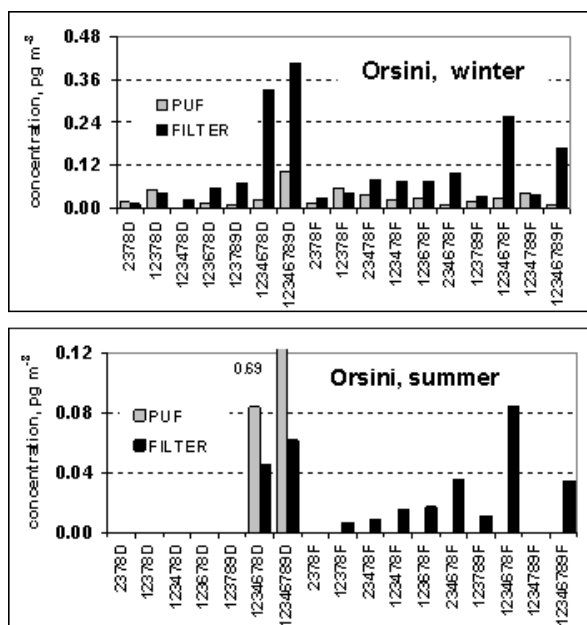 concentration, pg m-3
0.48
0.36
0.24
0.12
0.00
Orsini, winter
PUF
FILTER
2378D
12378D
123478D
123678D
123789D
1234678D
12346789D
2378F
12378F
23478F
123478F
123678F
234678F
123789F
1234678F
1234789F
12346789F
concentration, pg m-3
0.12
0.08
0.04
0.00
0.69
Orsini, summer
PUF
FILTER
2378D
12378D
123478D
123678D
123789D
1234678D
12346789D
2378F
12378F
23478F
123478F
123678F
234678F
123789F
1234678F
1234789F
12346789F